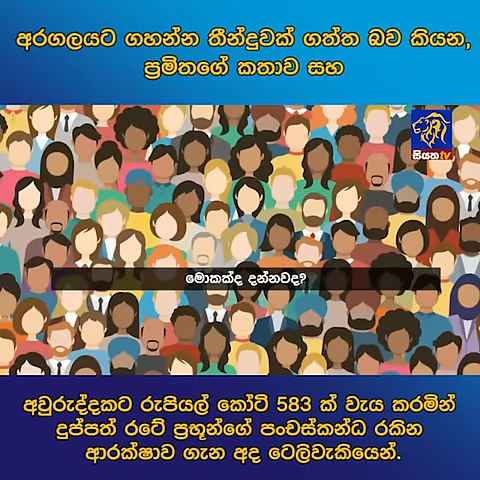 අරගලයට ගහන්න තීන්දුවක් ගත්ත බව කියන,
ප්‍රමිතගේ කතාව සහ
සියත tv
මොකක්ද දන්නවද?
අවුරුද්දකට රුපියල් කෝටි 583 ක් වැය කරමින්
දුප්පත් රටේ ප්‍රභූන්ගේ පංචස්කන්ධ රකින
ආරක්ෂාව ගැන අද ටෙලිවැකියෙන්.